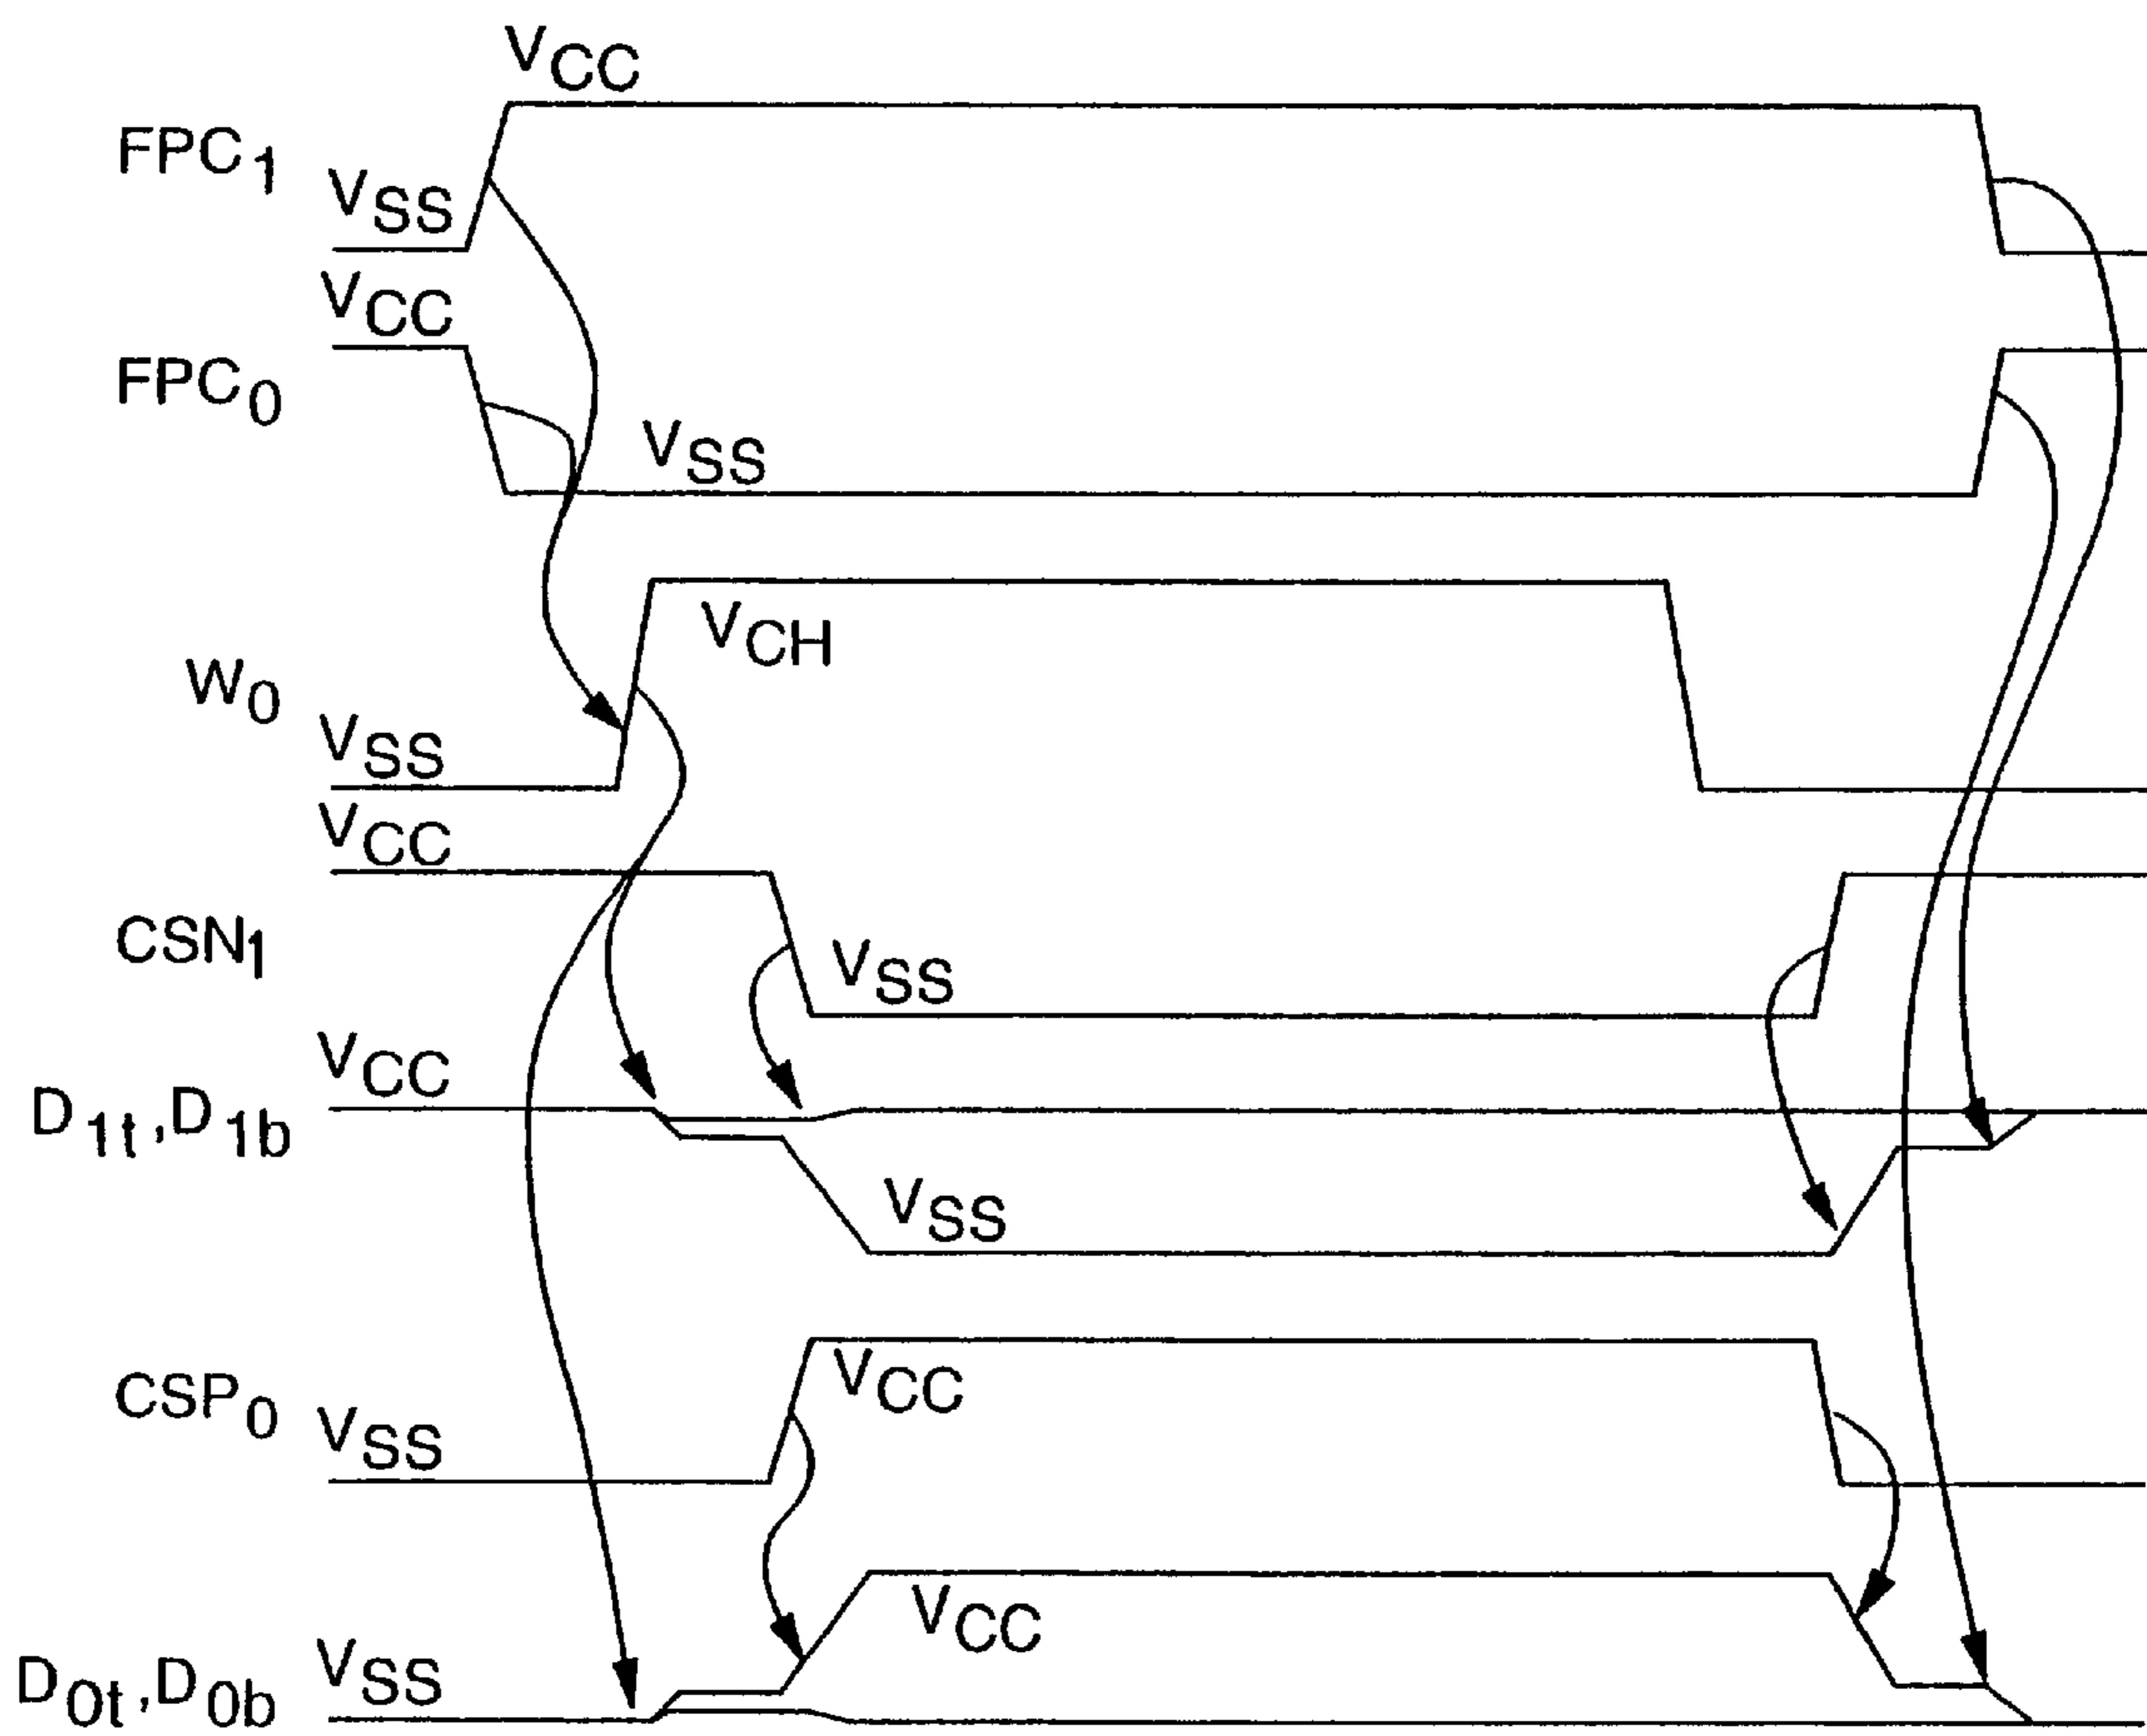 VCC
FPC1
VSS
VCC
FPC0
VSS
VCH
W0
VSS
VCC
CSN1
VSS
VCC
D1t,D1b
VSS
VCC
CSP0
VSS
VCC
VSS
D0t,D0b